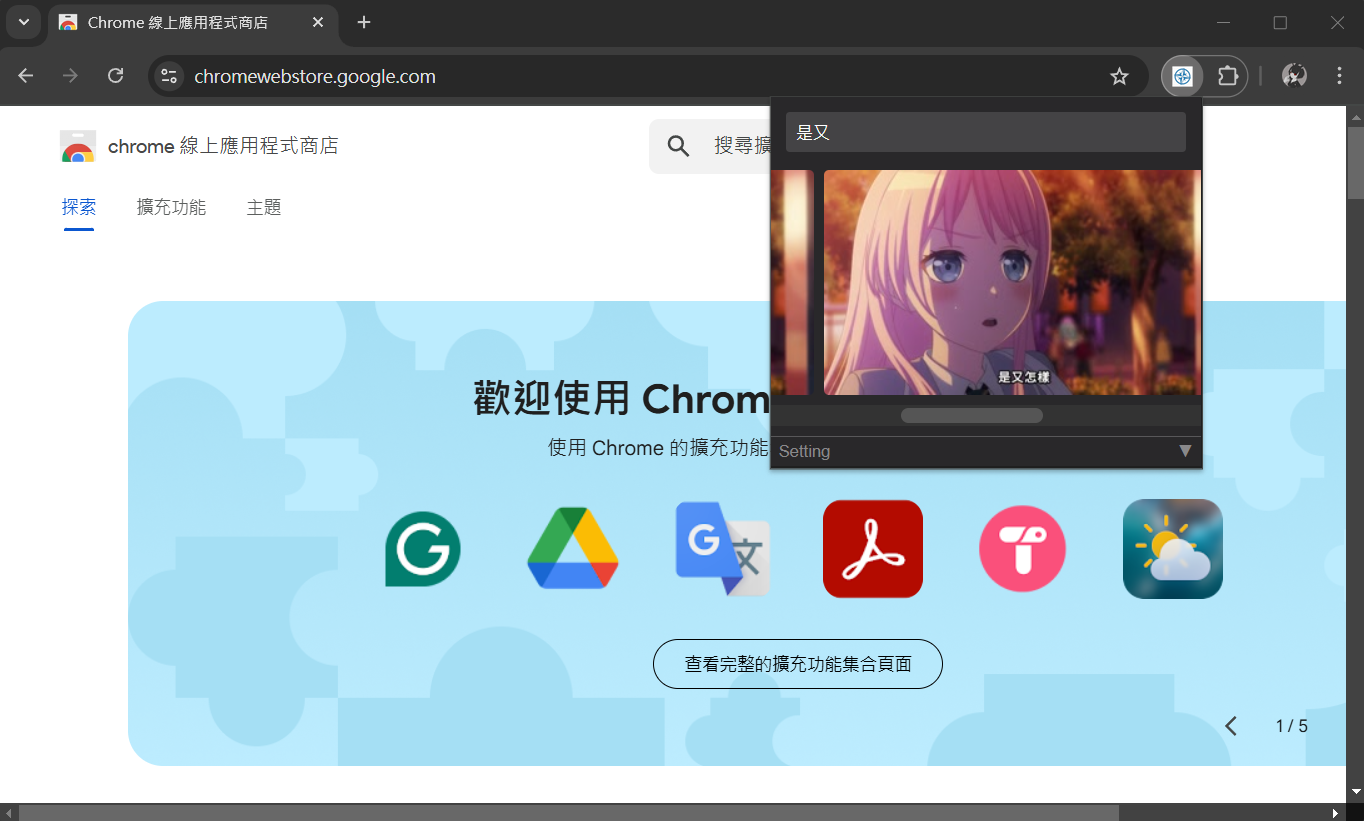 Chrome 線上應用程式商店
chromewebstore.google.com
chrome 線上應用程式商店
搜尋擴
是又
探索
擴充功能
主題
是又怎樣
Setting
歡迎使用 Chrom
使用 Chrome 的擴充功能
查看完整的擴充功能集合頁面
1 / 5